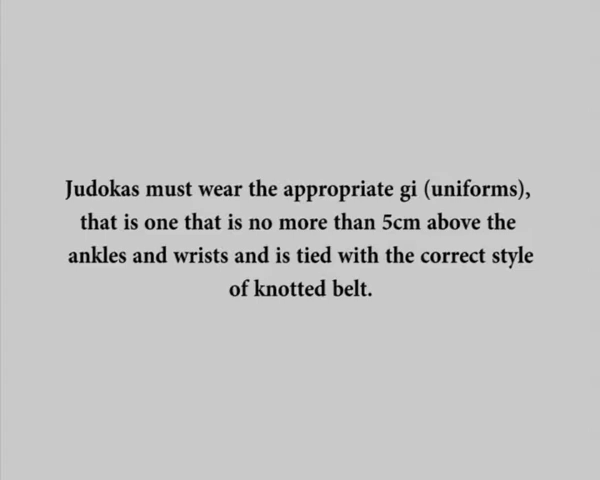 Judokas must wear the appropriate gi (uniforms),
that is one that is no more than 5cm above the
ankles and wrists and is tied with the correct style
of knotted belt.